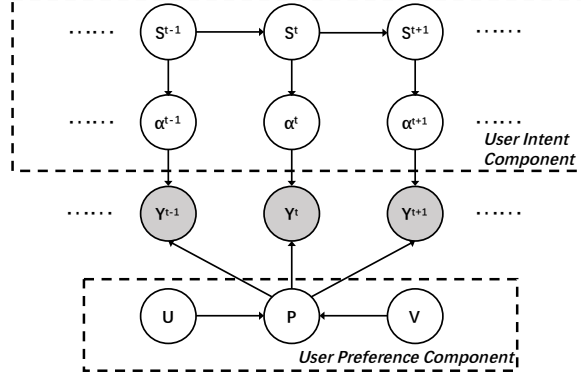 …… S^t-1 S^t S^t+1 ……
…… α^t-1 α^t α^t+1 ……
User Intent
Component
…… Y^t-1 Y^t Y^t+1 ……
U P V
User Preference Component